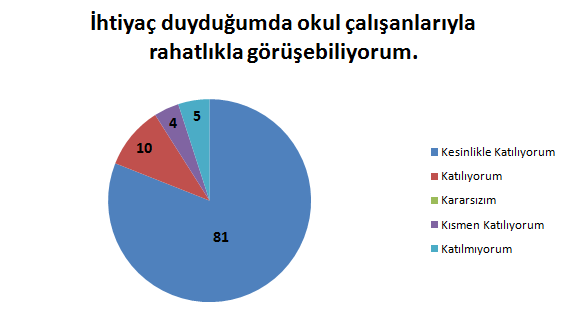 İhtiyaç duyduğumda okul çalışanlarıyla
rahatlıkla görüşebiliyorum.
5
4
10
81
Kesinlikle Katılıyorum
Katılıyorum
Kararsızım
Kısmen Katılıyorum
Katılmıyorum